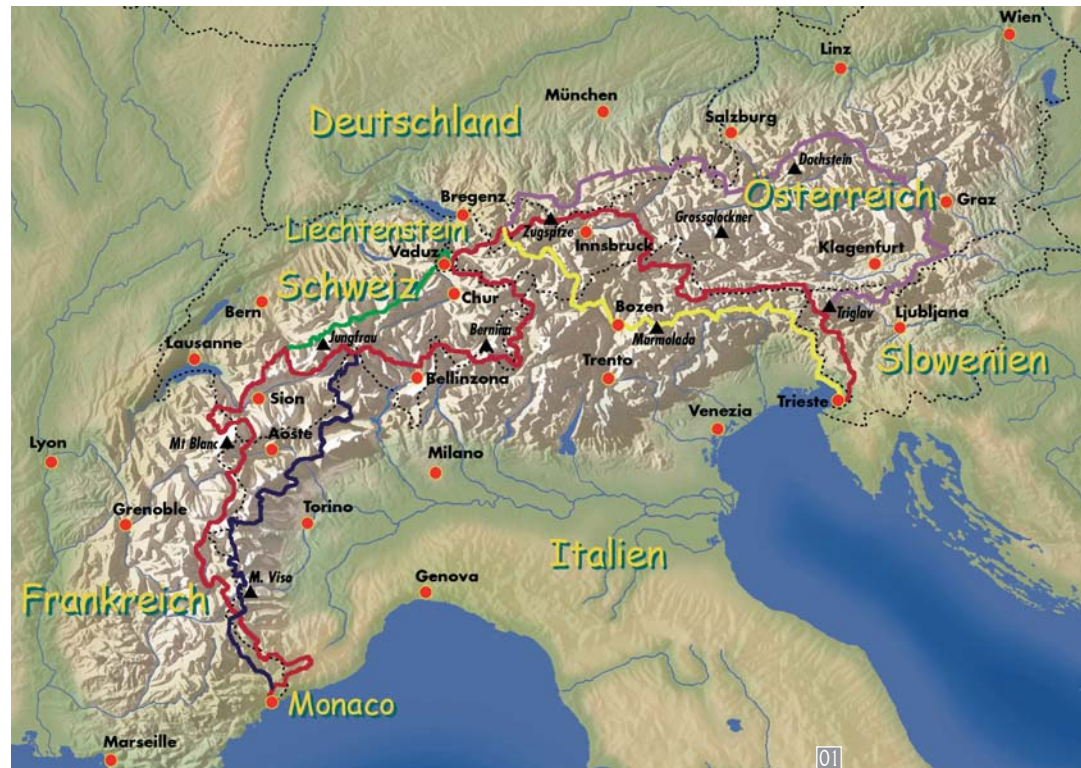 Wien
Linz
München
Deutschland
Salzburg
Dachstein
Österreich
Bregenz
Graz
Liechtenstein
Zugspitze
Grossglockner
Innsbruck
Vaduz
Klagenfurt
Schweiz
Chur
Bern
Bozen
Triglav
Ljubljana
Jungfrau
Bernina
Marmolada
Lausanne
Slowenien
Bellinzona
Trento
Sion
Trieste
Venezia
Mt Blanc
Aoste
Lyon
Milano
Grenoble
Torino
Italien
M. Viso
Genova
Frankreich
Monaco
Marseille
01